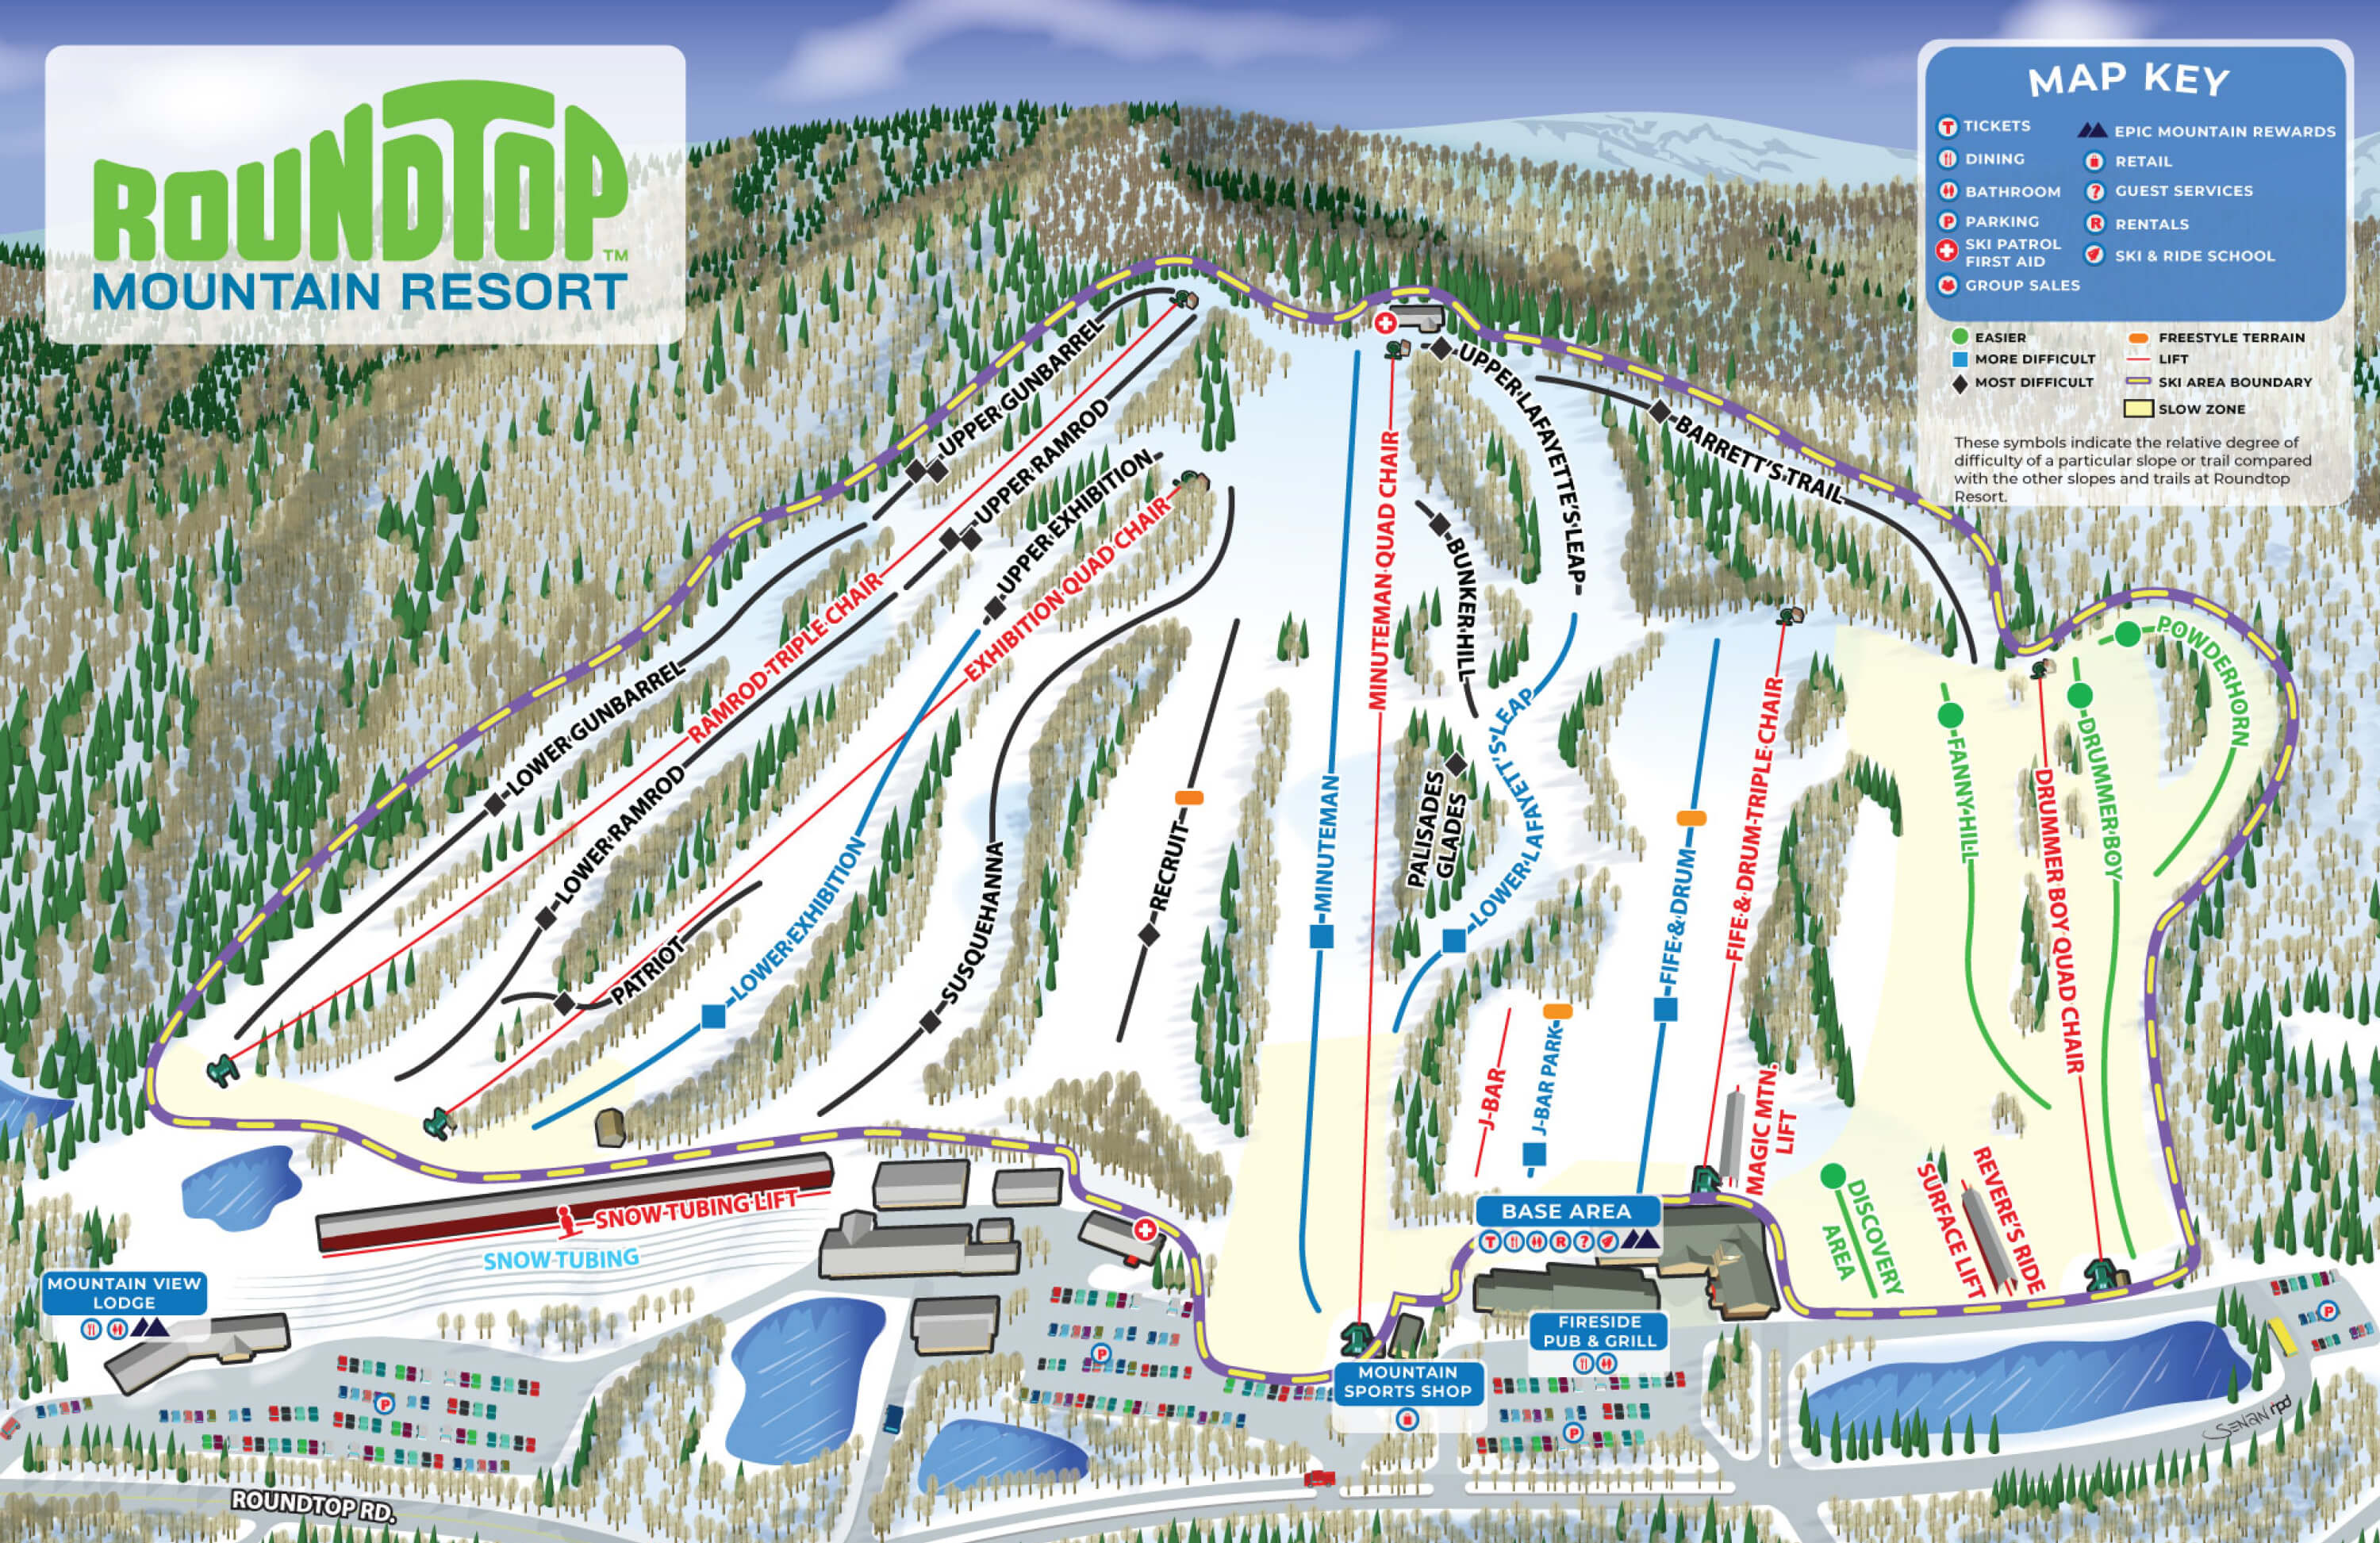 ROUNDTOP
TM
MOUNTAIN RESORT
MAP KEY
T TICKETS
DINING
BATHROOM
P PARKING
SKI PATROL
FIRST AID
GROUP SALES
EPIC MOUNTAIN REWARDS
RETAIL
? GUEST SERVICES
R RENTALS
SKI & RIDE SCHOOL
EASIER
MORE DIFFICULT
MOST DIFFICULT
FREESTYLE TERRAIN
LIFT
SKI AREA BOUNDARY
SLOW ZONE
These symbols indicate the relative degree of
difficulty of a particular slope or trail compared
with the other slopes and trails at Roundtop
Resort.
UPPER GUNBARREL
UPPER RAMROD
UPPER EXHIBITION
RAMROD TRIPLE CHAIR
EXHIBITION QUAD CHAIR
LOWER GUNBARREL
LOWER RAMROD
PATRIOT
LOWER EXHIBITION
SUSQUEHANNA
RECRUIT
MINUTEMAN
MINUTEMAN QUAD CHAIR
UPPER LAFAYETTE'S LEAP
BARRETT'S TRAIL
BUNKER HILL
PALISADES
GLADES
LOWER LAFAYETT'S LEAP
J-BAR
J-BAR PARK
FIFE & DRUM
FIFE & DRUM TRIPLE CHAIR
MAGIC MTN.
LIFT
POWDERHORN
DRUMMER BOY
FANNY HILL
DRUMMER BOY QUAD CHAIR
DISCOVERY
AREA
REVERE'S RIDE
SURFACE LIFT
SNOW TUBING LIFT
SNOW TUBING
MOUNTAIN VIEW
LODGE
BASE AREA
T R ?
FIRESIDE
PUB & GRILL
MOUNTAIN
SPORTS SHOP
P
P
P
P
ROUNDTOP RD.
SENAN rpd